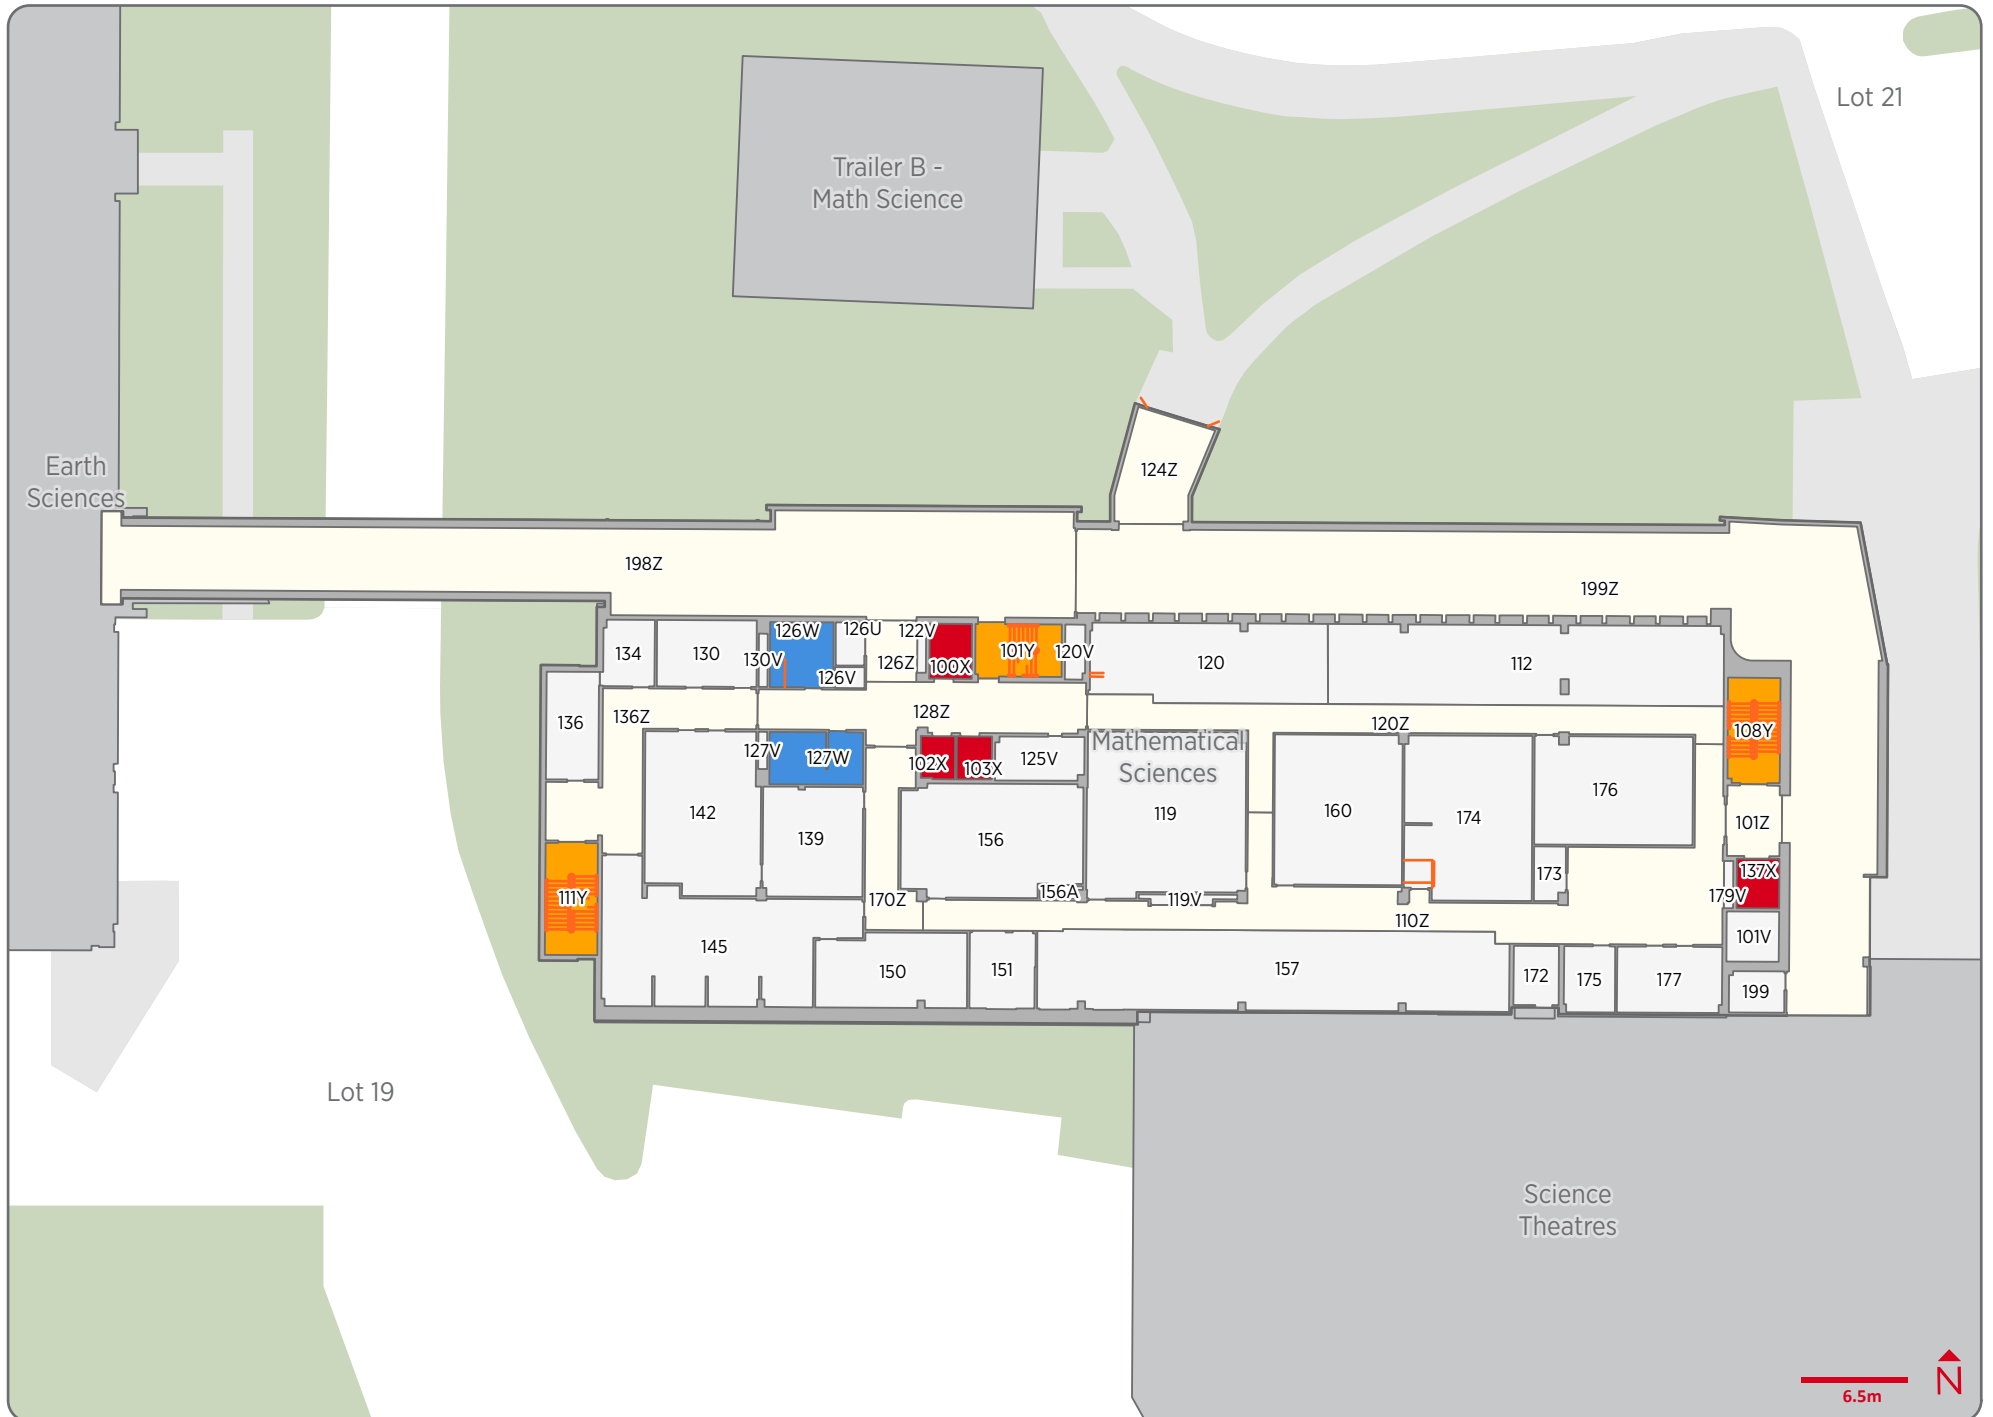 Lot 21
Trailer B -
Math Science
Earth
Sciences
124Z
198Z
199Z
126W
126U
122V
134
130
130V
126Z
126V
100X
101Y
120V
120
112
136
136Z
128Z
120Z
108Y
127V
127W
102X
103X
125V
Mathematical
Sciences
142
139
156
119
160
174
176
101Z
173
137X
111Y
156A
119V
170Z
179V
110Z
145
101V
150
151
157
172
175
177
199
Lot 19
Science
Theatres
N
6.5m